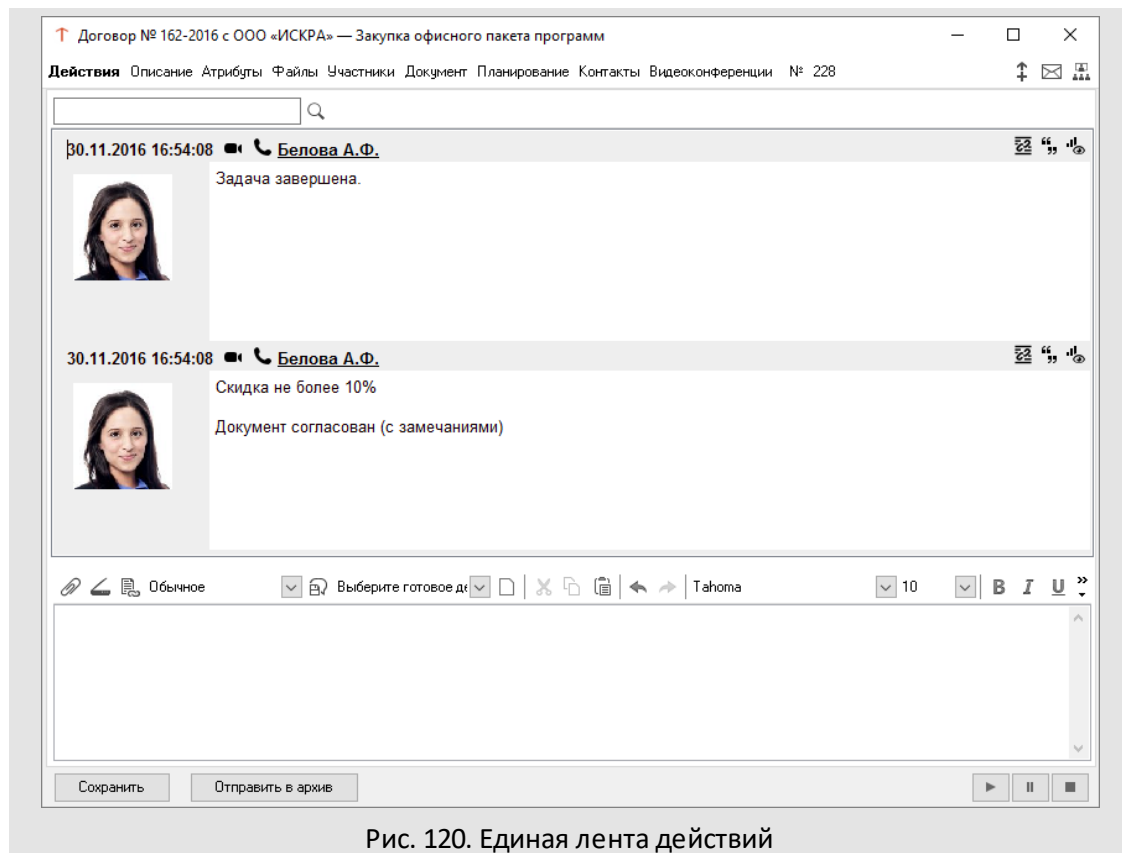 Договор № 162-2016 с ООО «ИСКРА» — Закупка офисного пакета программ
Действия Описание Атрибуты Файлы Участники Документ Планирование Контакты Видеоконференции № 228
30.11.2016 16:54:08 Белова А.Ф.
Задача завершена.
30.11.2016 16:54:08 Белова А.Ф.
Скидка не более 10%
Документ согласован (с замечаниями)
Обычное Выберите готовое де Tahoma 10 B I U
Сохранить Отправить в архив
Рис. 120. Единая лента действий